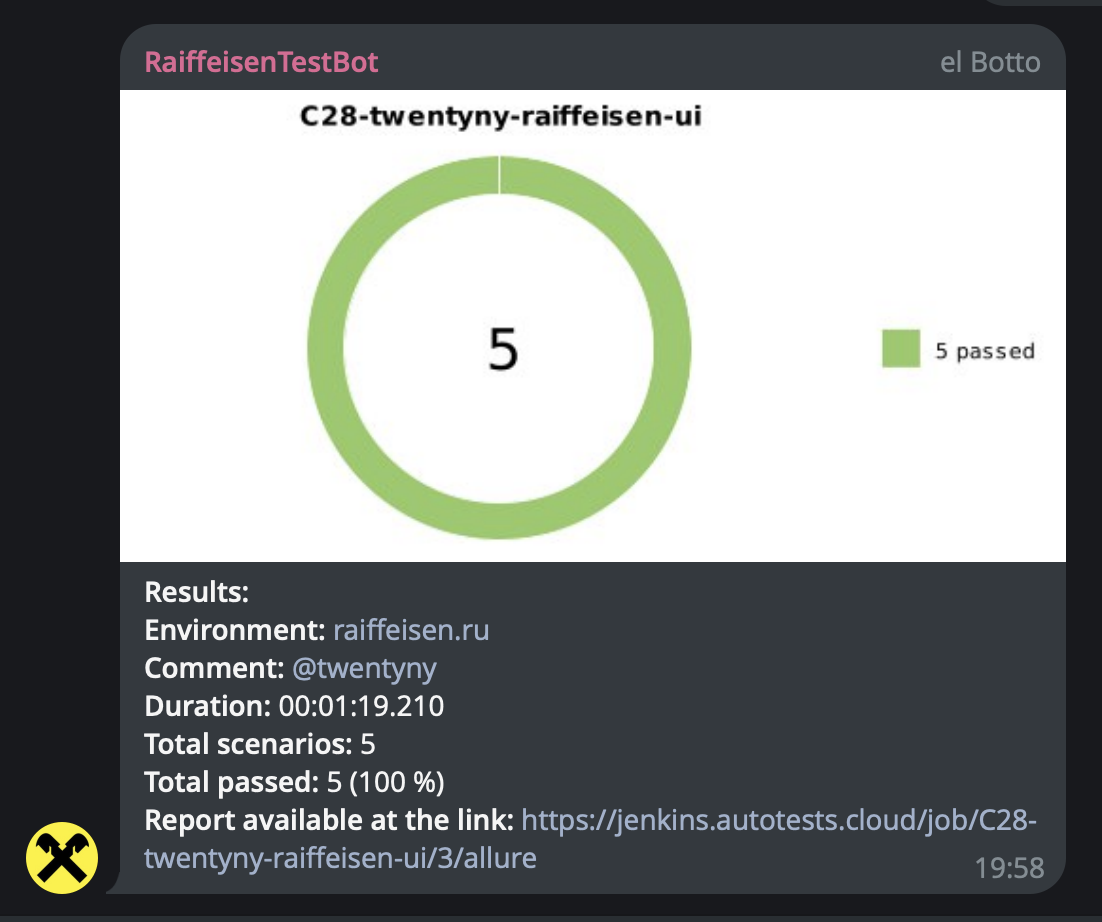 RaiffeisenTestBot
el Botto
C28-twentyny-raiffeisen-ui
5
5 passed
Results:
Environment: raiffeisen.ru
Comment: @twentyny
Duration: 00:01:19.210
Total scenarios: 5
Total passed: 5 (100 %)
Report available at the link: https://jenkins.autotests.cloud/job/C28-
twentyny-raiffeisen-ui/3/allure
19:58